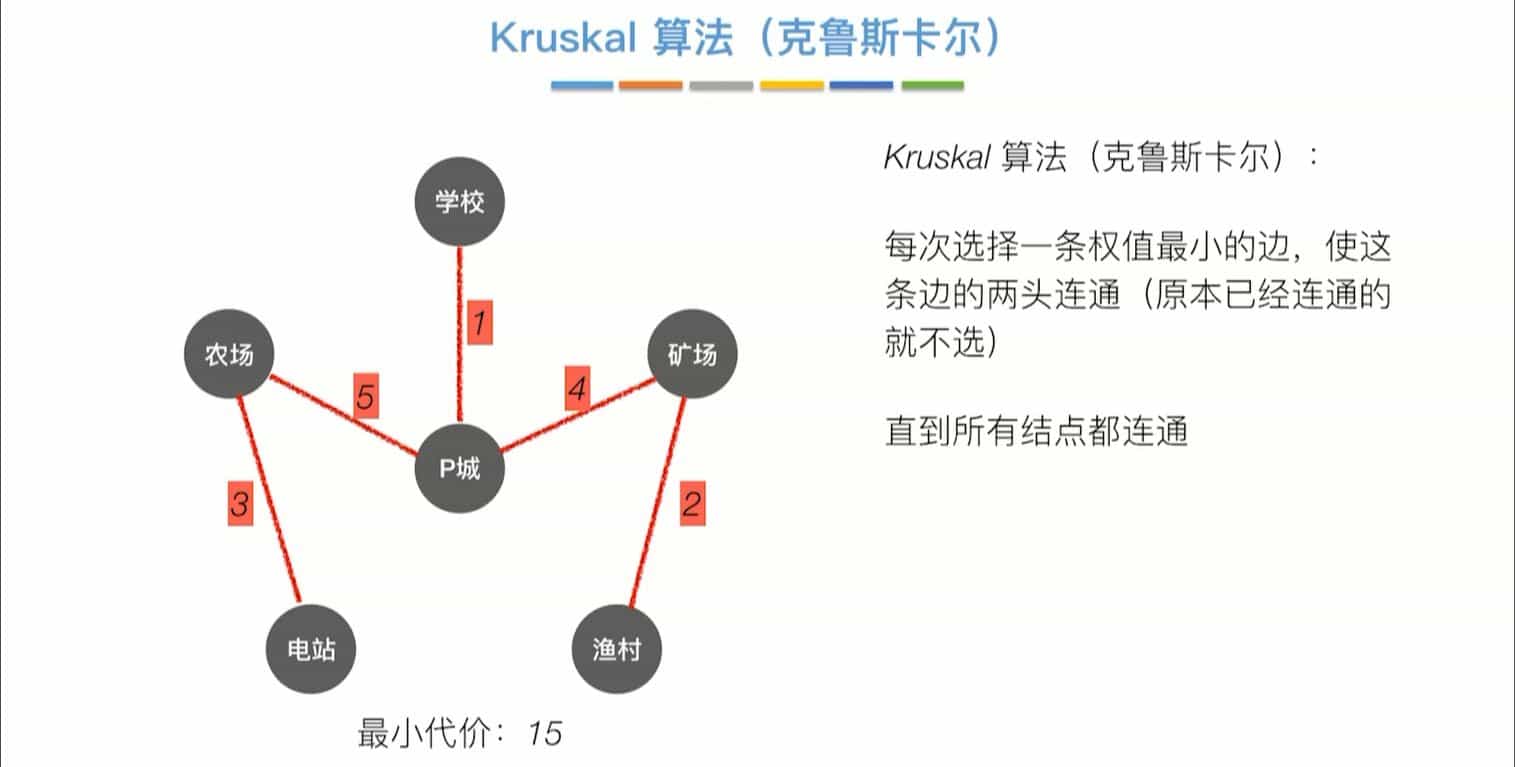 Kruskal 算法（克鲁斯卡尔）
Kruskal 算法（克鲁斯卡尔）：
每次选择一条权值最小的边，使这
条边的两头连通（原本已经连通的
就不选）
直到所有结点都连通
学校
1
农场
矿场
5
4
P城
3
2
电站
渔村
最小代价：15